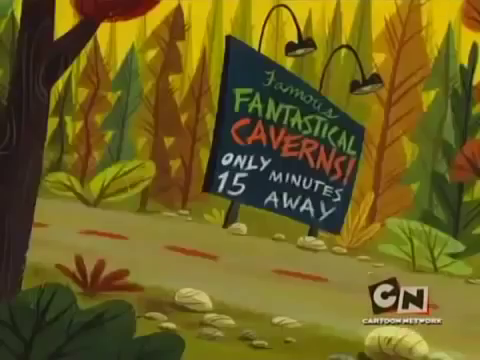 Famous
FANTASTICAL
CAVERNS!
ONLY MINUTES
15 AWAY
CN
CARTOON NETWORK